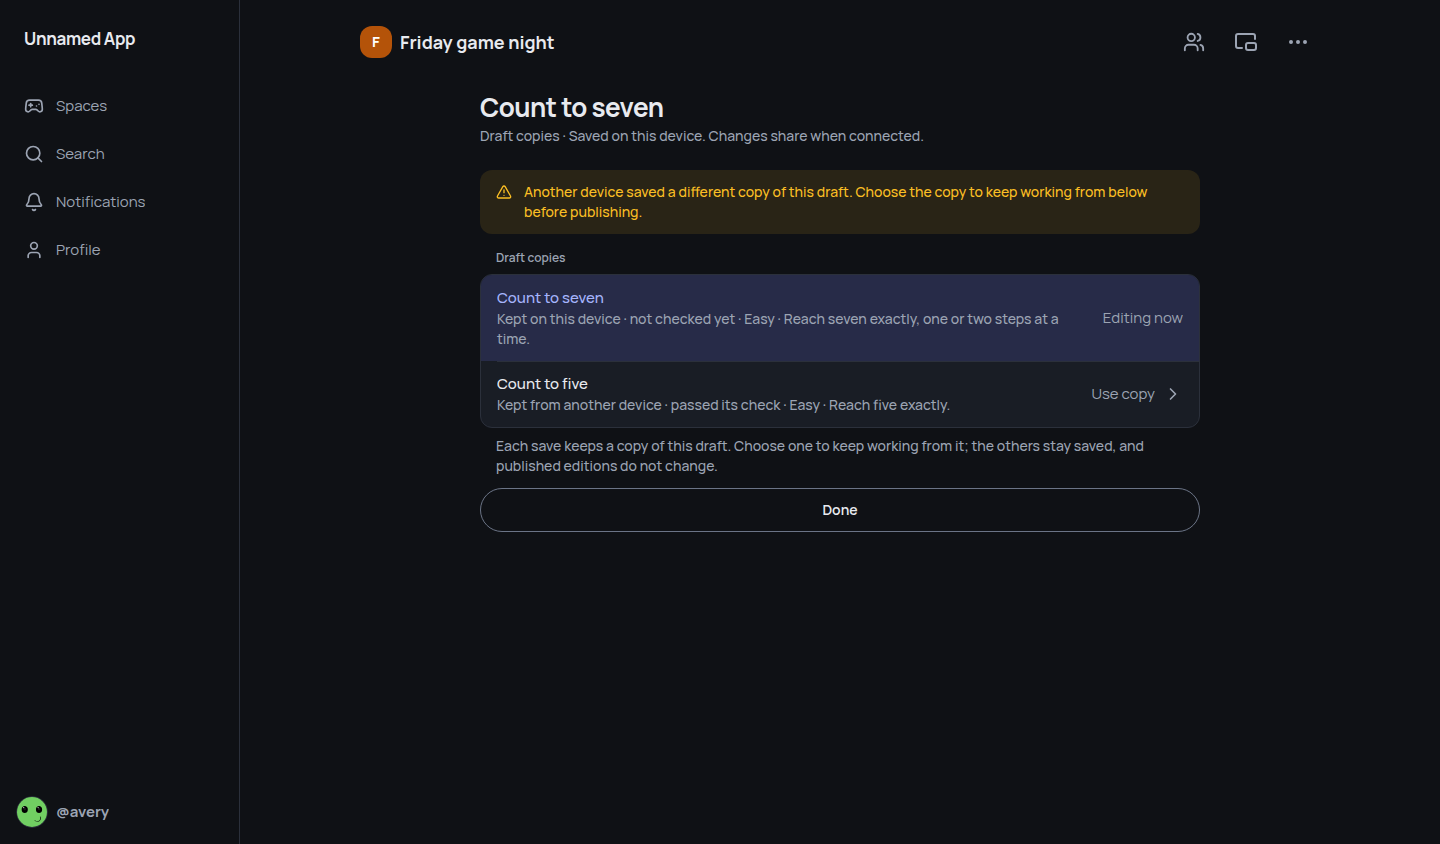 Unnamed App
Spaces
Search
Notifications
Profile
@avery
F
Friday game night
Count to seven
Draft copies · Saved on this device. Changes share when connected.
Another device saved a different copy of this draft. Choose the copy to keep working from below
before publishing.
Draft copies
Count to seven
Kept on this device · not checked yet · Easy · Reach seven exactly, one or two steps at a
time.
Editing now
Count to five
Kept from another device · passed its check · Easy · Reach five exactly.
Use copy
Each save keeps a copy of this draft. Choose one to keep working from it; the others stay saved, and
published editions do not change.
Done